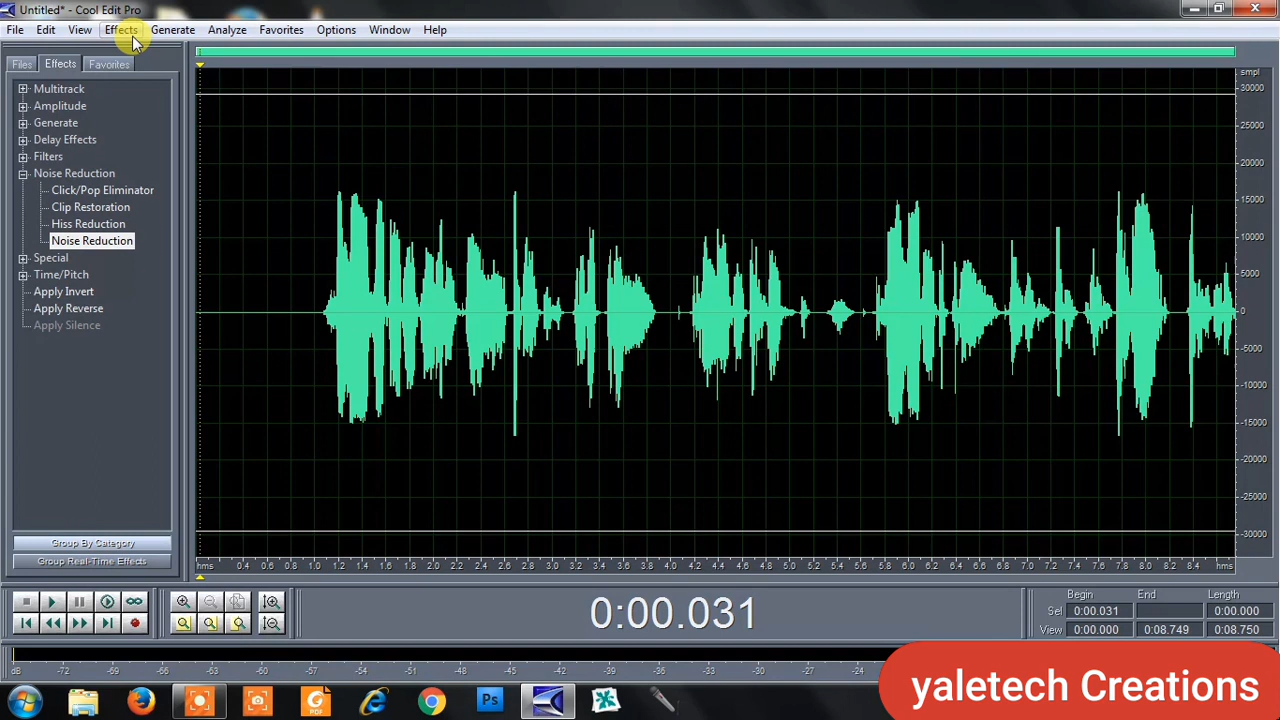 Untitled* - Cool Edit Pro
File Edit View Effects Generate Analyze Favorites Options Window Help
Files Effects Favorites
Multitrack
Amplitude
Generate
Delay Effects
Filters
Noise Reduction
Click/Pop Eliminator
Clip Restoration
Hiss Reduction
Noise Reduction
Special
Time/Pitch
Apply Invert
Apply Reverse
Apply Silence
Group By Category
Group Real-Time Effects
smpl
30000
25000
20000
15000
10000
5000
0
-5000
-10000
-15000
-20000
-25000
-30000
hms 0.4 0.6 0.8 1.0 1.2 1.4 1.6 1.8 2.0 2.2 2.4 2.6 2.8 3.0 3.2 3.4 3.6 3.8 4.0 4.2 4.4 4.6 4.8 5.0 5.2 5.4 5.6 5.8 6.0 6.2 6.4 6.6 6.8 7.0 7.2 7.4 7.6 7.8 8.0 8.2 8.4 hms
0:00.031
Begin End Length
Sel 0:00.031 0:00.000
View 0:00.000 0:08.749 0:08.750
dB -72 -69 -66 -63 -60 -57 -54 -51 -48 -45 -42 -39 -36 -33 -30 -27 -24
PDF
Ps
yaletech Creations